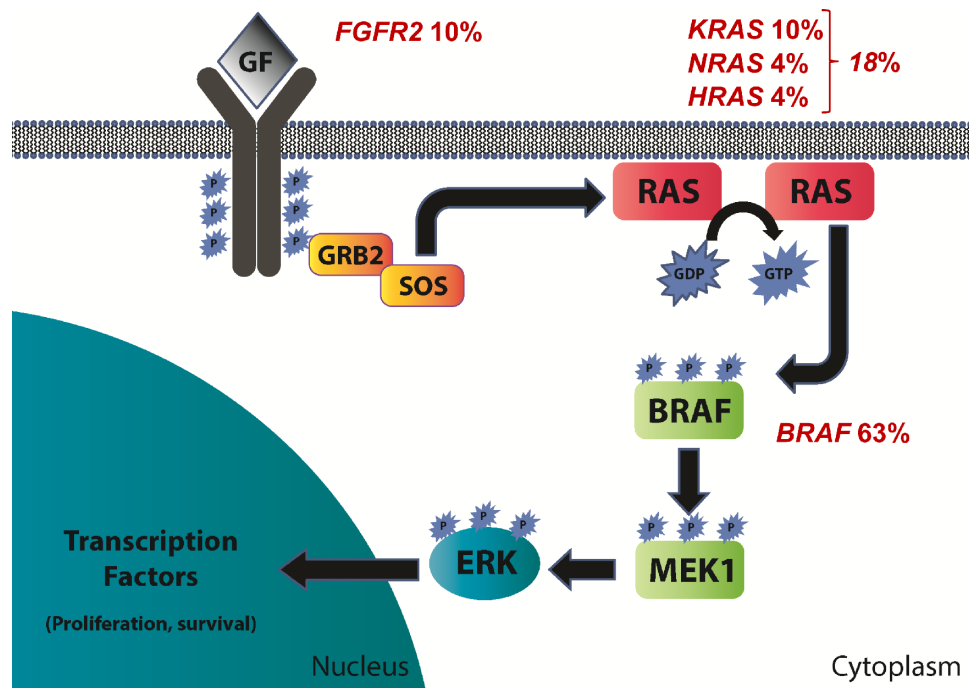 FGFR2 10%
KRAS 10%
NRAS 4%
HRAS 4%
18%
GF
P
P
P
P
P
P
GRB2
SOS
RAS
RAS
GDP
GTP
P
P
P
BRAF
BRAF 63%
P
P
P
MEK1
P
P
P
ERK
Transcription
Factors
(Proliferation, survival)
Nucleus
Cytoplasm